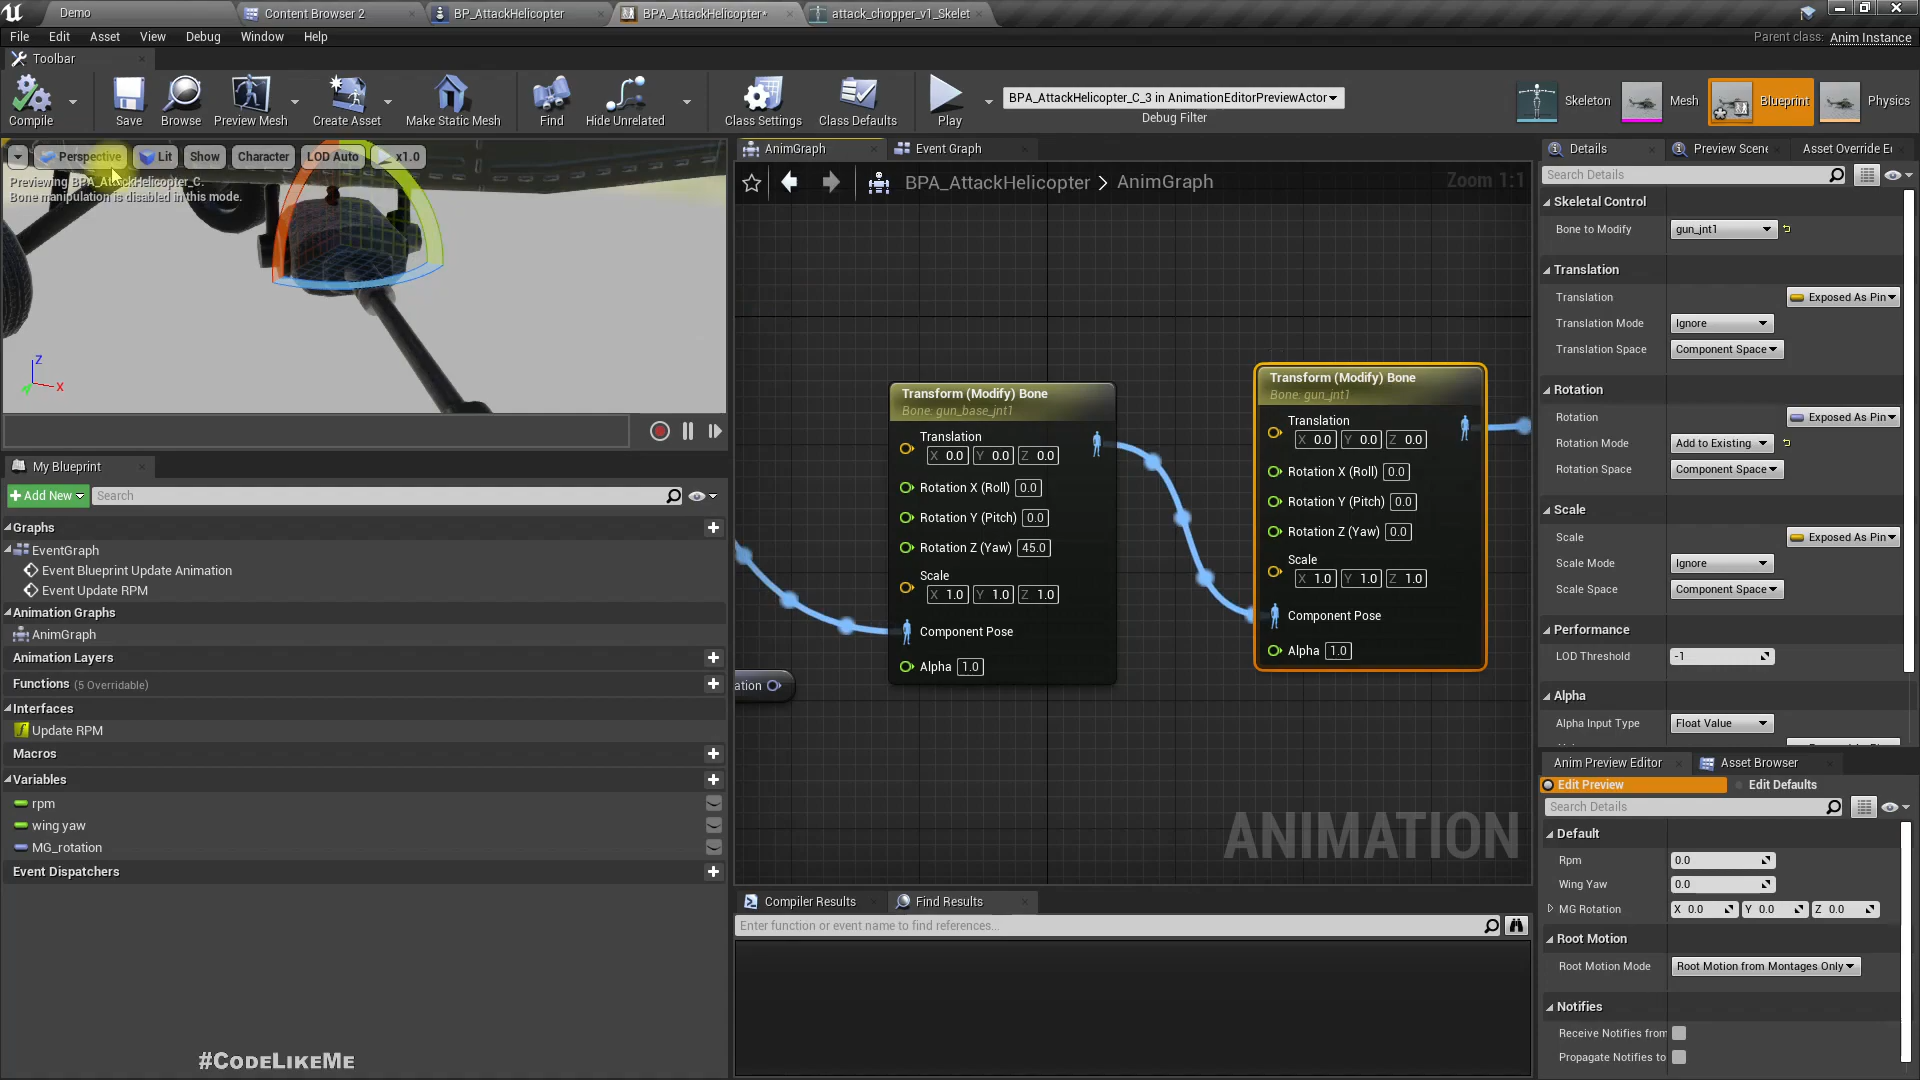 Demo
Content Browser 2
BP_AttackHelicopter
BPA_AttackHelicopter*
attack_chopper_v1_Skelet
File Edit Asset View Debug Window Help
Parent class: Anim Instance
Toolbar
Compile
Save
Browse
Preview Mesh
Create Asset
Make Static Mesh
Find
Hide Unrelated
Class Settings
Class Defaults
Play
BPA_AttackHelicopter_C_3 in AnimationEditorPreviewActor
Debug Filter
Skeleton
Mesh
Blueprint
Physics
Perspective Lit Show Character LOD Auto x1.0
Previewing BPA_AttackHelicopter_C.
Bone manipulation is disabled in this mode.
Z
X
My Blueprint
Add New
Search
Graphs
EventGraph
Event Blueprint Update Animation
Event Update RPM
Animation Graphs
AnimGraph
Animation Layers
Functions (5 Overridable)
Interfaces
Update RPM
Macros
Variables
rpm
wing yaw
MG_rotation
Event Dispatchers
#CodeLikeMe
AnimGraph
Event Graph
BPA_AttackHelicopter > AnimGraph
Zoom 1:1
Transform (Modify) Bone
Bone: gun_base_jnt1
Translation
X 0.0 Y 0.0 Z 0.0
Rotation X (Roll) 0.0
Rotation Y (Pitch) 0.0
Rotation Z (Yaw) 45.0
Scale
X 1.0 Y 1.0 Z 1.0
Component Pose
Alpha 1.0
ation
Transform (Modify) Bone
Bone: gun_jnt1
Translation
X 0.0 Y 0.0 Z 0.0
Rotation X (Roll) 0.0
Rotation Y (Pitch) 0.0
Rotation Z (Yaw) 0.0
Scale
X 1.0 Y 1.0 Z 1.0
Component Pose
Alpha 1.0
ANIMATION
Compiler Results
Find Results
Enter function or event name to find references...
Details
Preview Scene
Asset Override E
Search Details
Skeletal Control
Bone to Modify gun_jnt1
Translation
Translation Exposed As Pin
Translation Mode Ignore
Translation Space Component Space
Rotation
Rotation Exposed As Pin
Rotation Mode Add to Existing
Rotation Space Component Space
Scale
Scale Exposed As Pin
Scale Mode Ignore
Scale Space Component Space
Performance
LOD Threshold -1
Alpha
Alpha Input Type Float Value
Anim Preview Editor
Asset Browser
Edit Preview
Edit Defaults
Search Details
Default
Rpm 0.0
Wing Yaw 0.0
MG Rotation X 0.0 Y 0.0 Z 0.0
Root Motion
Root Motion Mode Root Motion from Montages Only
Notifies
Receive Notifies from
Propagate Notifies to